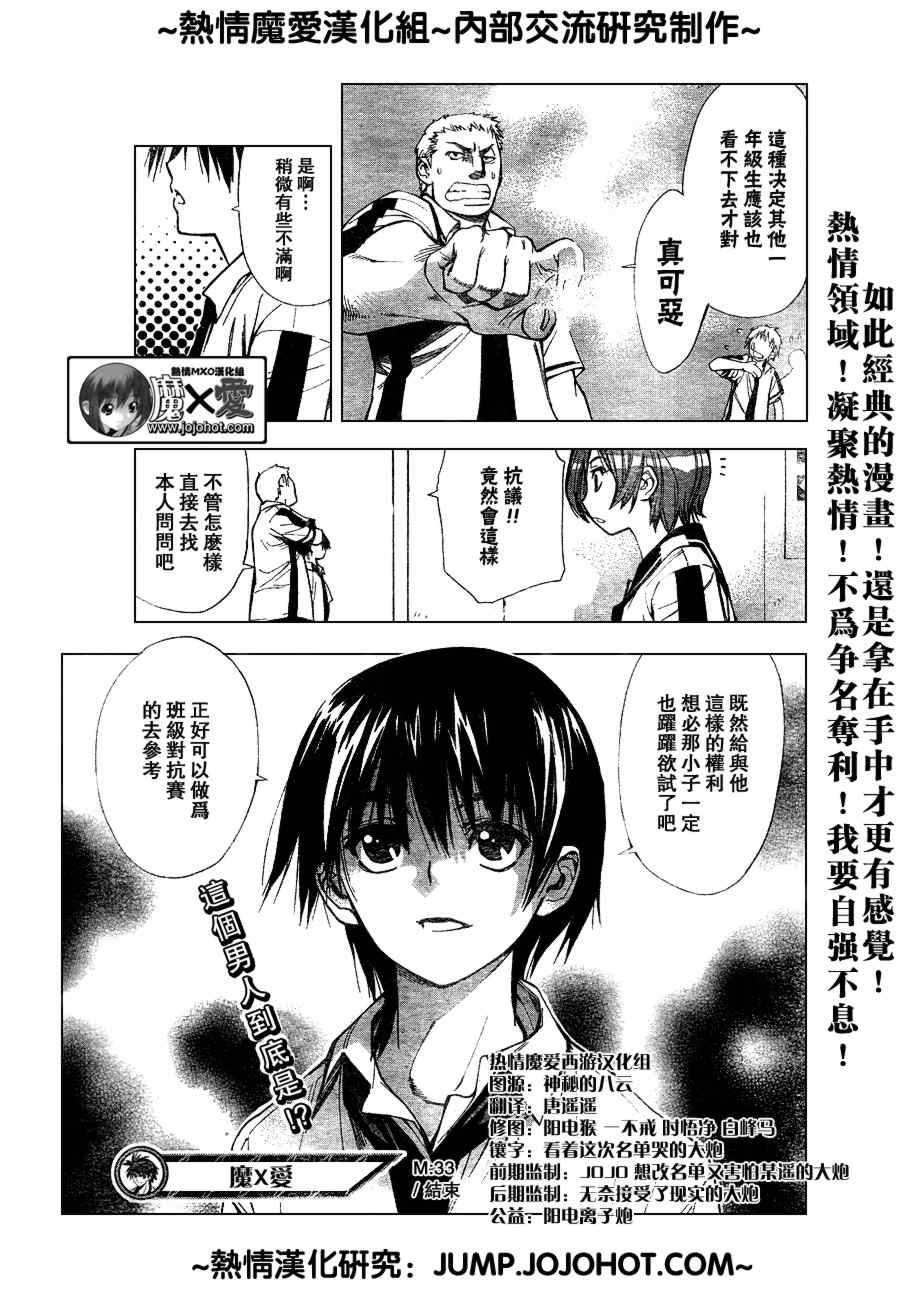 ~熱情魔愛漢化組~內部交流研究制作~
這種決定其他一
年級生應該也
看不下去才對
真可惡
是啊…
稍微有些不滿啊
熱情MXO漢化組
魔×愛
www.jojohot.com
抗議!!
竟然會這樣
不管怎麼樣
直接去找
本人問問吧
既然給與他
這樣的權利
想必那小子一定
也躍躍欲試了吧
正好可以做爲
班級對抗賽
的去參考
這個男人到底是!?
如此經典的漫畫！還是拿在手中才更有感覺！
熱情領域！凝聚熱情！不爲争名奪利！我要自强不息！
热情魔爱西游汉化组
图源：神秘的八云
翻译：唐遥遥
修图：阳电猴 一不戒 时悟净 白峰马
镶字：看着这次名单哭的大炮
前期监制：JOJO 想改名单又害怕某遥的大炮
后期监制：无奈接受了现实的大炮
公益：阳电离子炮
魔X愛
M:33
/ 結束
~熱情漢化研究：JUMP.JOJOHOT.COM~